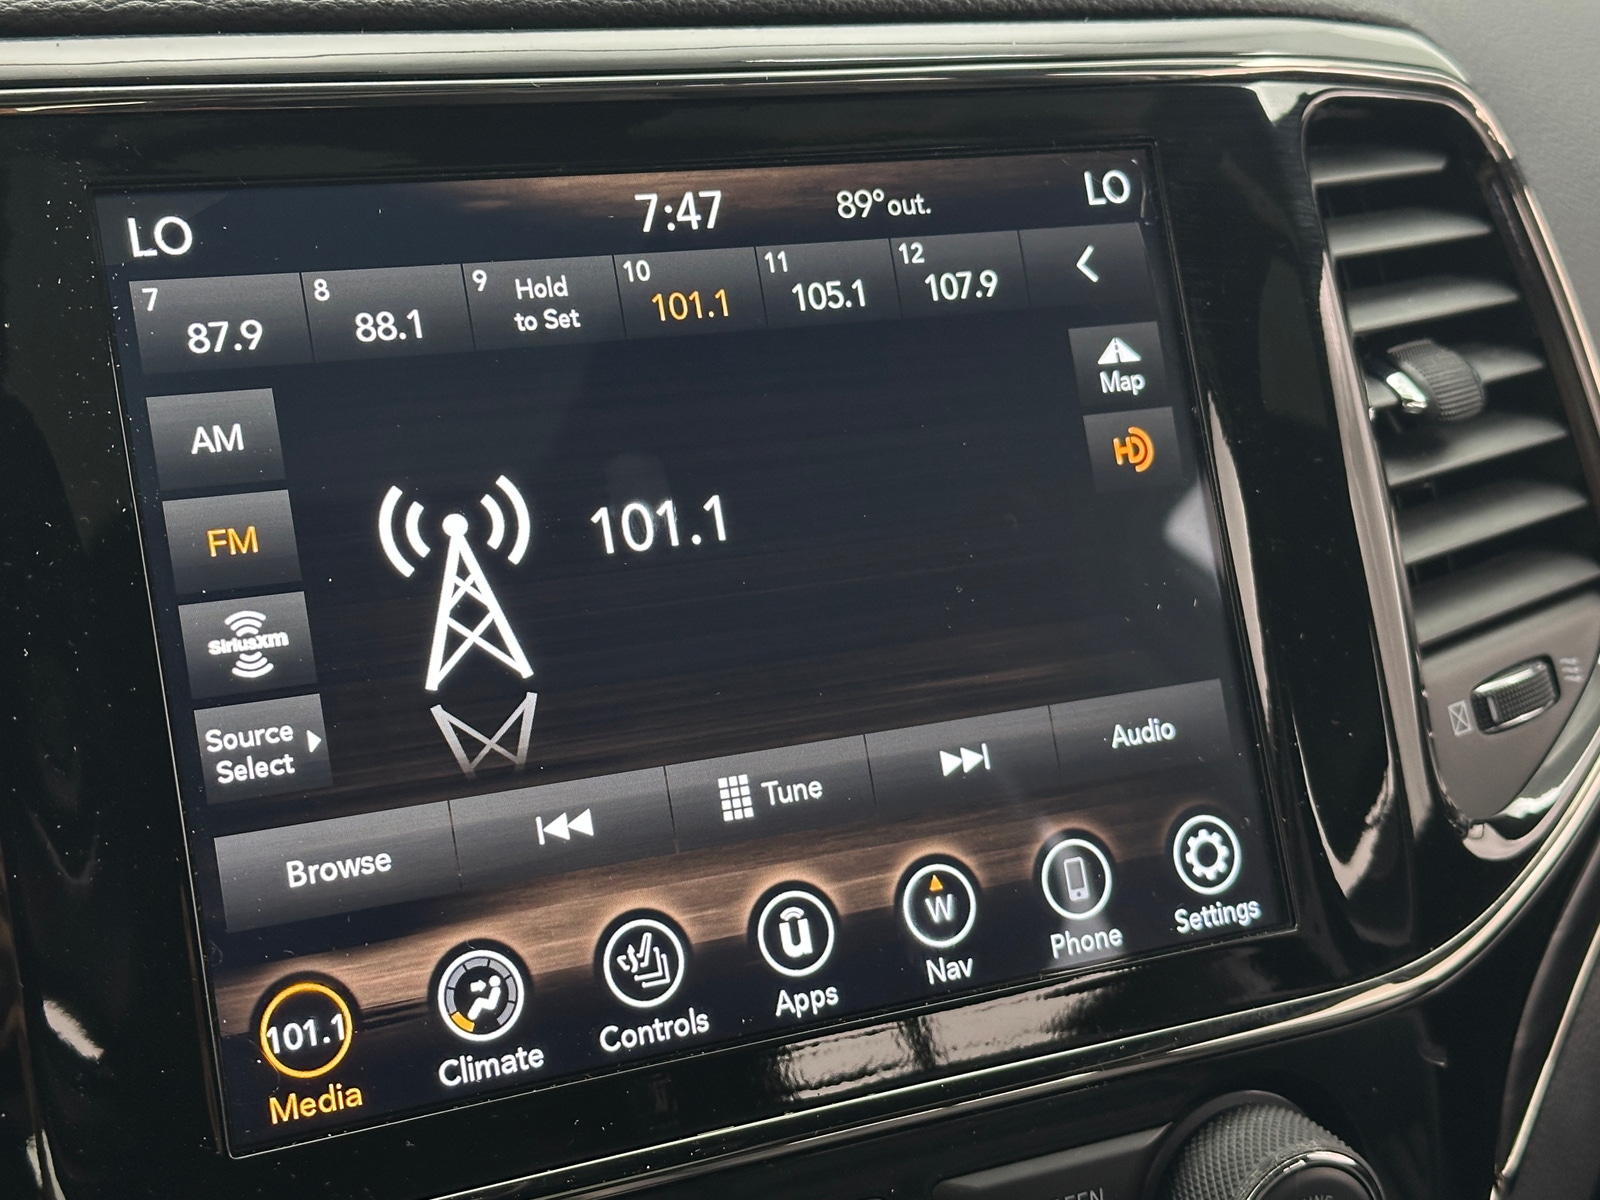 LO
7:47
89° out.
LO
7
87.9
8
88.1
9
Hold
to Set
10
101.1
11
105.1
12
107.9
Map
AM
HD
FM
101.1
siriusxm
Source
Select
Browse
Tune
Audio
101.1
Media
Climate
Controls
u
Apps
W
Nav
Phone
Settings